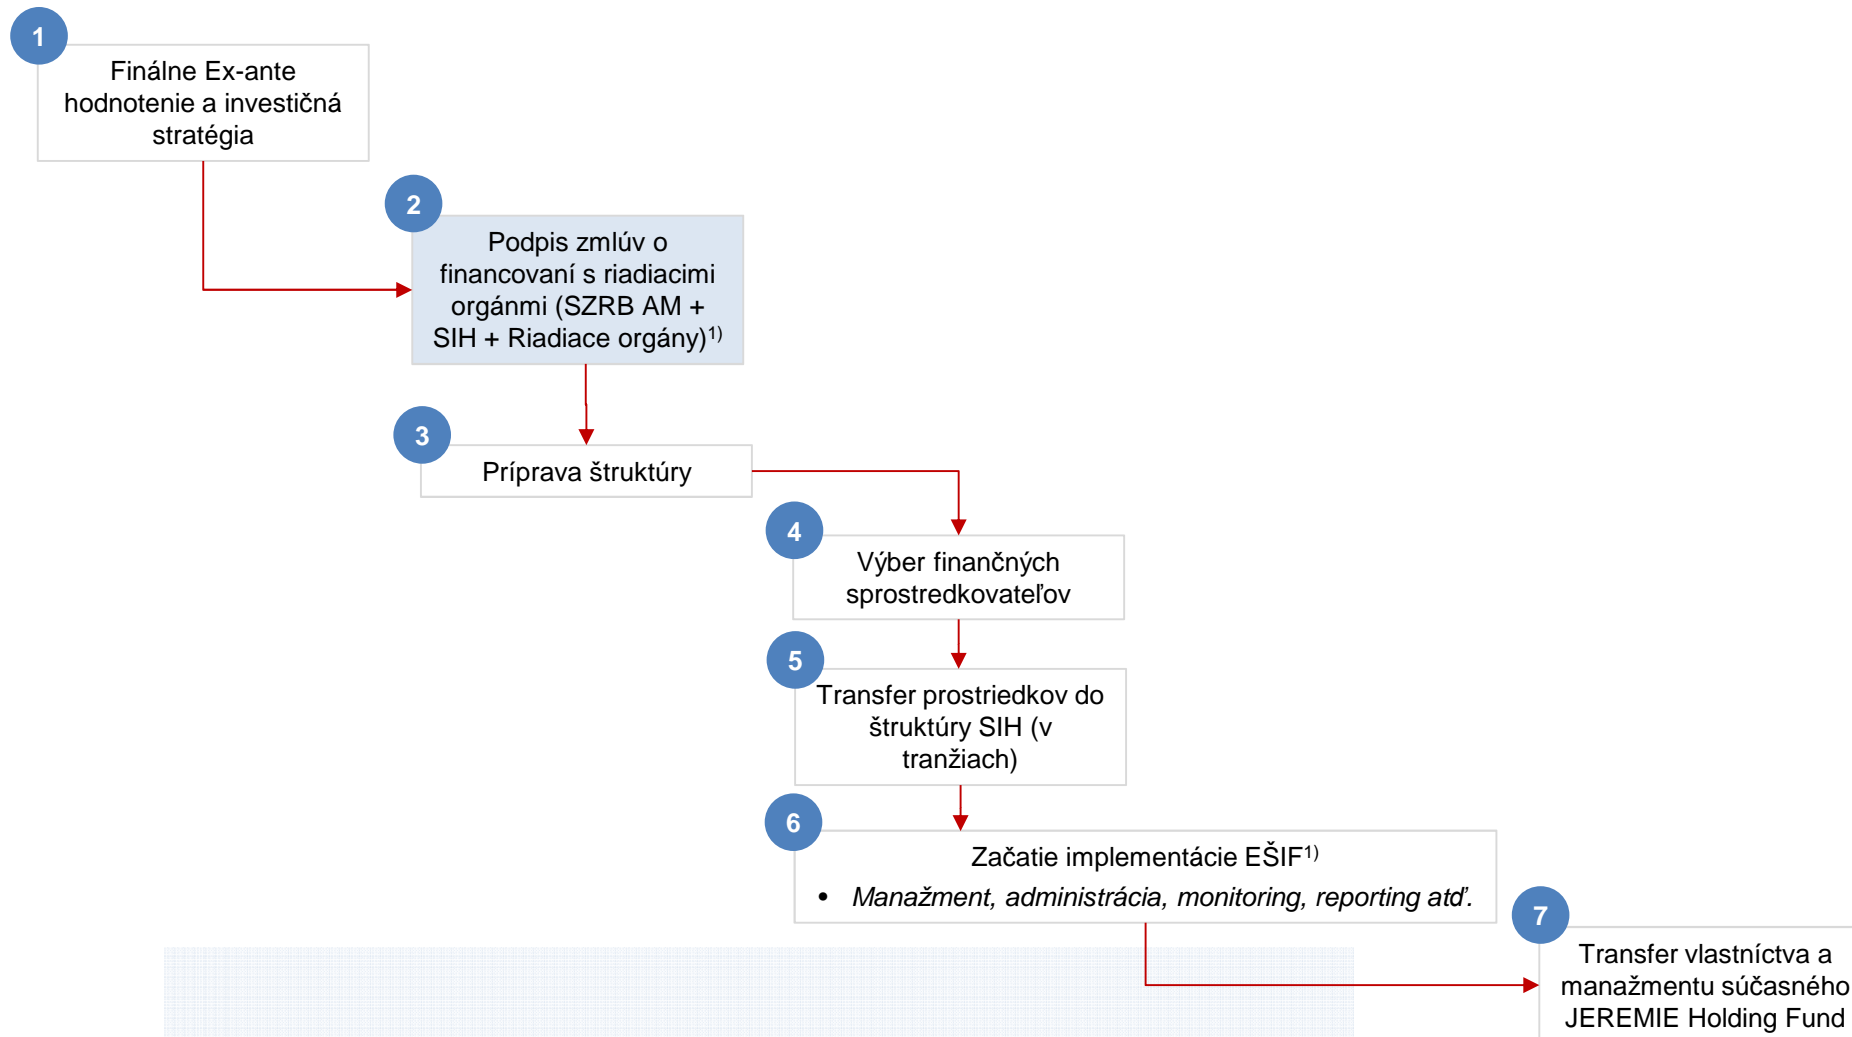 1
Finálne Ex-ante
hodnotenie a investičná
stratégia
2
Podpis zmlúv o
financovaní s riadiacimi
orgánmi (SZRB AM +
SIH + Riadiace orgány)1)
3
Príprava štruktúry
4
Výber finančných
sprostredkovateľov
5
Transfer prostriedkov do
štruktúry SIH (v
tranžiach)
6
Začatie implementácie EŠIF1)
• Manažment, administrácia, monitoring, reporting atď.
7
Transfer vlastníctva a
manažmentu súčasného
JEREMIE Holding Fund